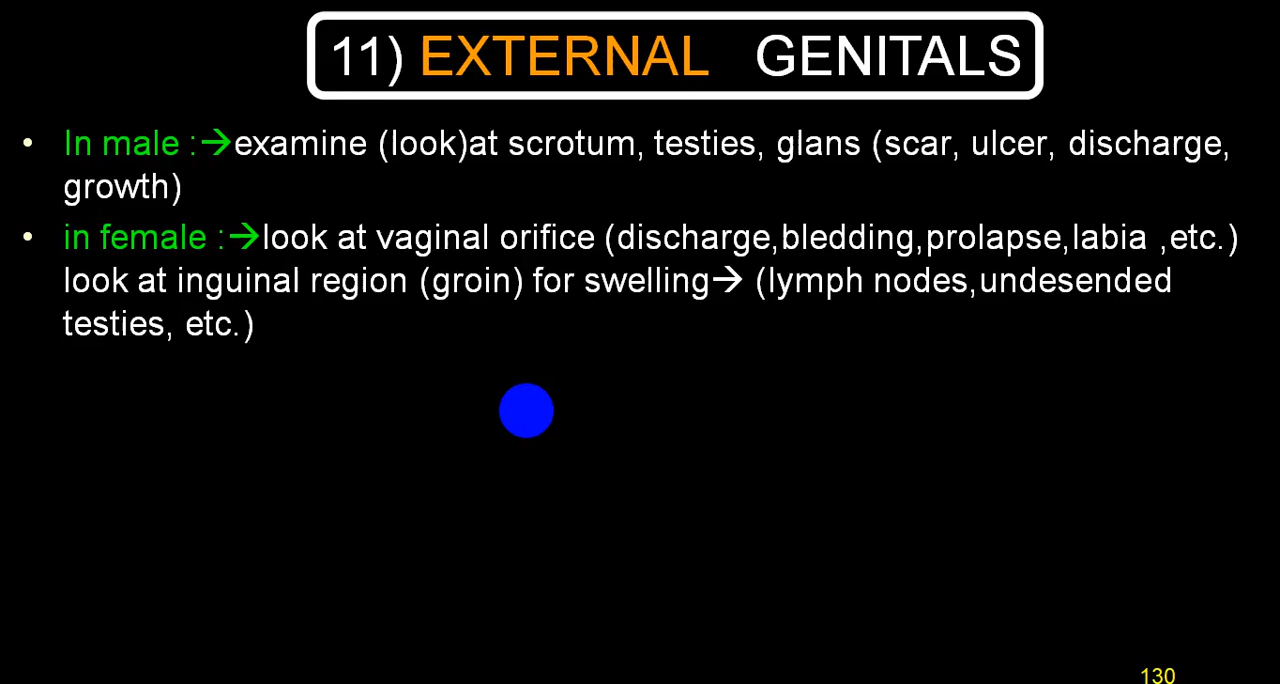 11) EXTERNAL GENITALS
• In male :→examine (look)at scrotum, testies, glans (scar, ulcer, discharge,
growth)
• in female :→look at vaginal orifice (discharge,bledding,prolapse,labia ,etc.)
look at inguinal region (groin) for swelling→ (lymph nodes,undesended
testies, etc.)
130